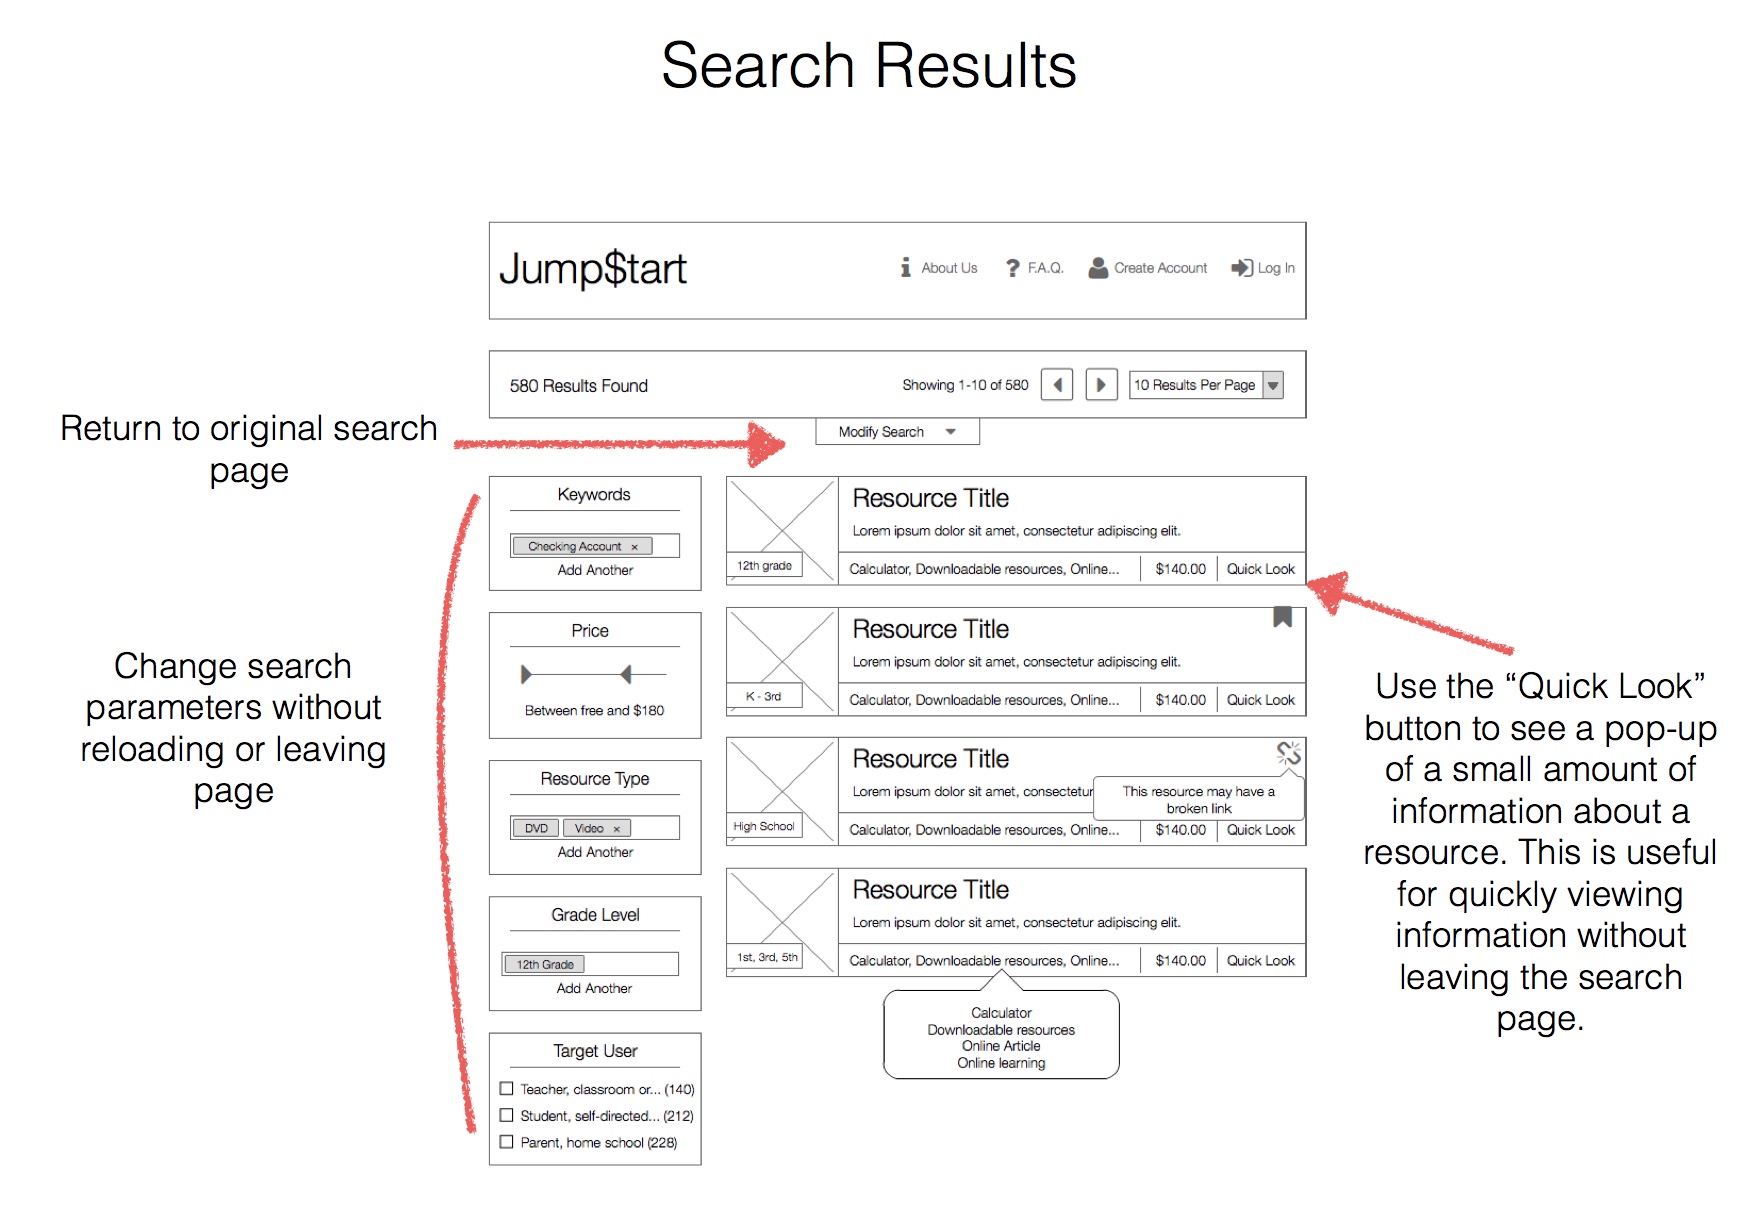 Search Results
Jump$tart
About Us
F.A.Q.
Create Account
Log In
580 Results Found
Showing 1-10 of 580
10 Results Per Page
Modify Search
Return to original search
page
Change search
parameters without
reloading or leaving
page
Keywords
Checking Account ×
Add Another
Price
Between free and $180
Resource Type
DVD
Video ×
Add Another
Grade Level
12th Grade
Add Another
Target User
Teacher, classroom or... (140)
Student, self-directed... (212)
Parent, home school (228)
Resource Title
Lorem ipsum dolor sit amet, consectetur adipiscing elit.
12th grade
Calculator, Downloadable resources, Online...
$140.00
Quick Look
Resource Title
Lorem ipsum dolor sit amet, consectetur adipiscing elit.
K - 3rd
Calculator, Downloadable resources, Online...
$140.00
Quick Look
Resource Title
Lorem ipsum dolor sit amet, consectetur
This resource may have a
broken link
High School
Calculator, Downloadable resources, Online...
$140.00
Quick Look
Resource Title
Lorem ipsum dolor sit amet, consectetur adipiscing elit.
1st, 3rd, 5th
Calculator, Downloadable resources, Online...
$140.00
Quick Look
Calculator
Downloadable resources
Online Article
Online learning
Use the “Quick Look”
button to see a pop-up
of a small amount of
information about a
resource. This is useful
for quickly viewing
information without
leaving the search
page.